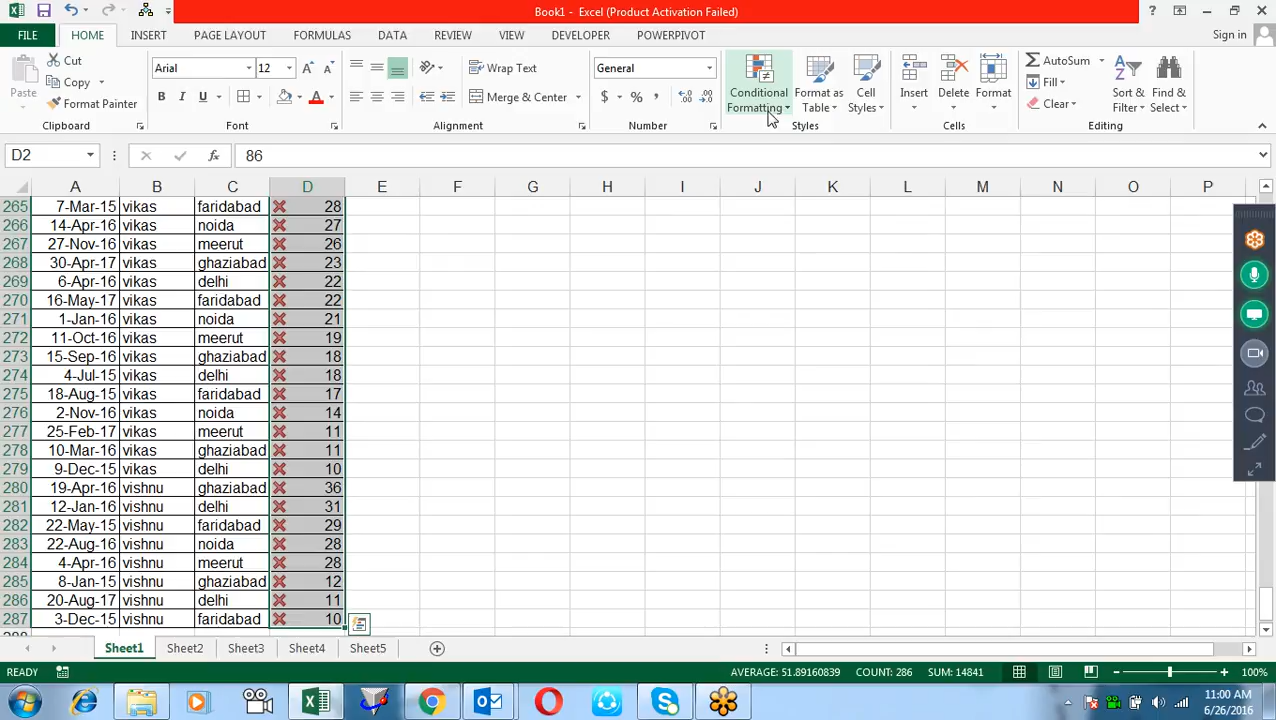 Book1 - Excel (Product Activation Failed)
FILE HOME INSERT PAGE LAYOUT FORMULAS DATA REVIEW VIEW DEVELOPER POWERPIVOT Sign in
Paste
Cut
Copy
Format Painter
Clipboard
Arial 12
B I U
Font
Wrap Text
Merge & Center
Alignment
General
$ % ,
Number
Conditional Formatting
Format as Table
Cell Styles
Styles
Insert Delete Format
Cells
AutoSum
Fill
Clear
Sort & Filter
Find & Select
Editing
D2 fx 86
A B C D E F G H I J K L M N O P
265 7-Mar-15 vikas faridabad 28
266 14-Apr-16 vikas noida 27
267 27-Nov-16 vikas meerut 26
268 30-Apr-17 vikas ghaziabad 23
269 6-Apr-16 vikas delhi 22
270 16-May-17 vikas faridabad 22
271 1-Jan-16 vikas noida 21
272 11-Oct-16 vikas meerut 19
273 15-Sep-16 vikas ghaziabad 18
274 4-Jul-15 vikas delhi 18
275 18-Aug-15 vikas faridabad 17
276 2-Nov-16 vikas noida 14
277 25-Feb-17 vikas meerut 11
278 10-Mar-16 vikas ghaziabad 11
279 9-Dec-15 vikas delhi 10
280 19-Apr-16 vishnu ghaziabad 36
281 12-Jan-16 vishnu delhi 31
282 22-May-15 vishnu faridabad 29
283 22-Aug-16 vishnu noida 28
284 4-Apr-16 vishnu meerut 28
285 8-Jan-15 vishnu ghaziabad 12
286 20-Aug-17 vishnu delhi 11
287 3-Dec-15 vishnu faridabad 10
288
Sheet1 Sheet2 Sheet3 Sheet4 Sheet5
READY AVERAGE: 51.89160839 COUNT: 286 SUM: 14841 100%
11:00 AM
6/26/2016